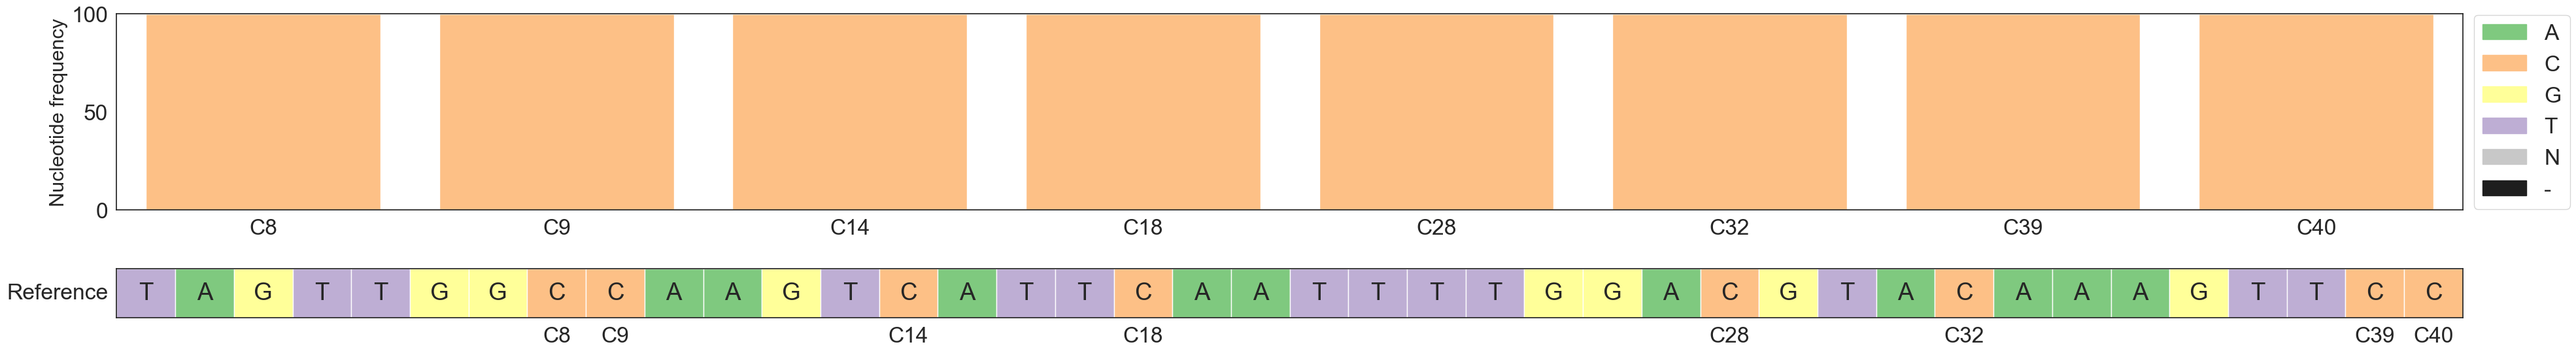 Nucleotide frequency
100
50
0
C8 C9 C14 C18 C28 C32 C39 C40
A
C
G
T
N
-
Reference T A G T T G G C C A A G T C A T T C A A T T T T G G A C G T A C A A A G T T C C
C8 C9 C14 C18 C28 C32 C39 C40